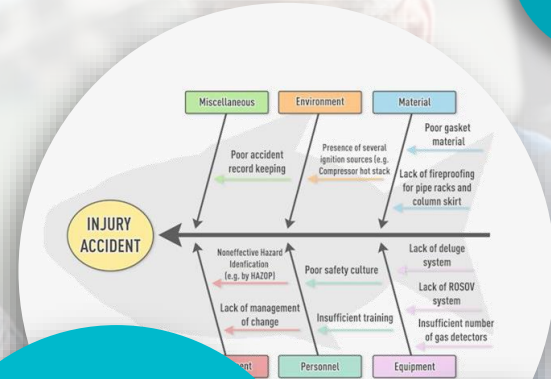 Miscellaneous
Environment
Material
Poor accident
record keeping
Presence of several
ignition sources (e.g.
Compressor hot stack
Poor gasket
material
Lack of fireproofing
for pipe racks and
column skirt
INJURY
ACCIDENT
Noneffective Hazard
Idenfication
(e.g. by HAZOP)
Lack of management
of change
Poor safety culture
Insufficient training
Lack of deluge
system
Lack of ROSOV
system
Insufficient number
of gas detectors
Personnel
Equipment